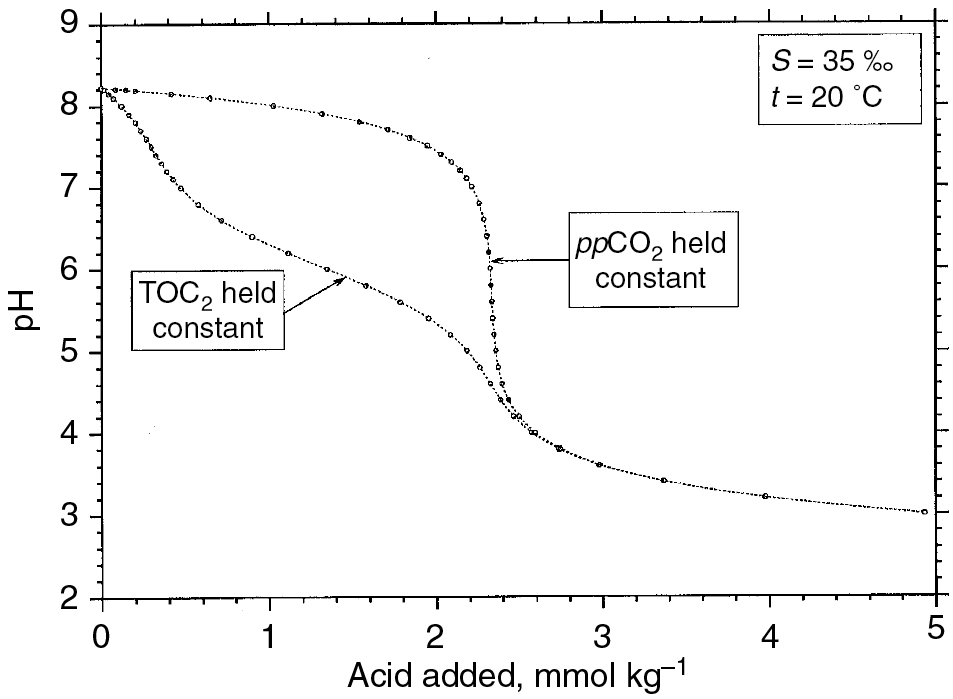 9
8
7
6
5
4
3
2
pH
S = 35 ‰
t = 20 °C
ppCO₂ held
constant
TOC₂ held
constant
0 1 2 3 4 5
Acid added, mmol kg⁻¹